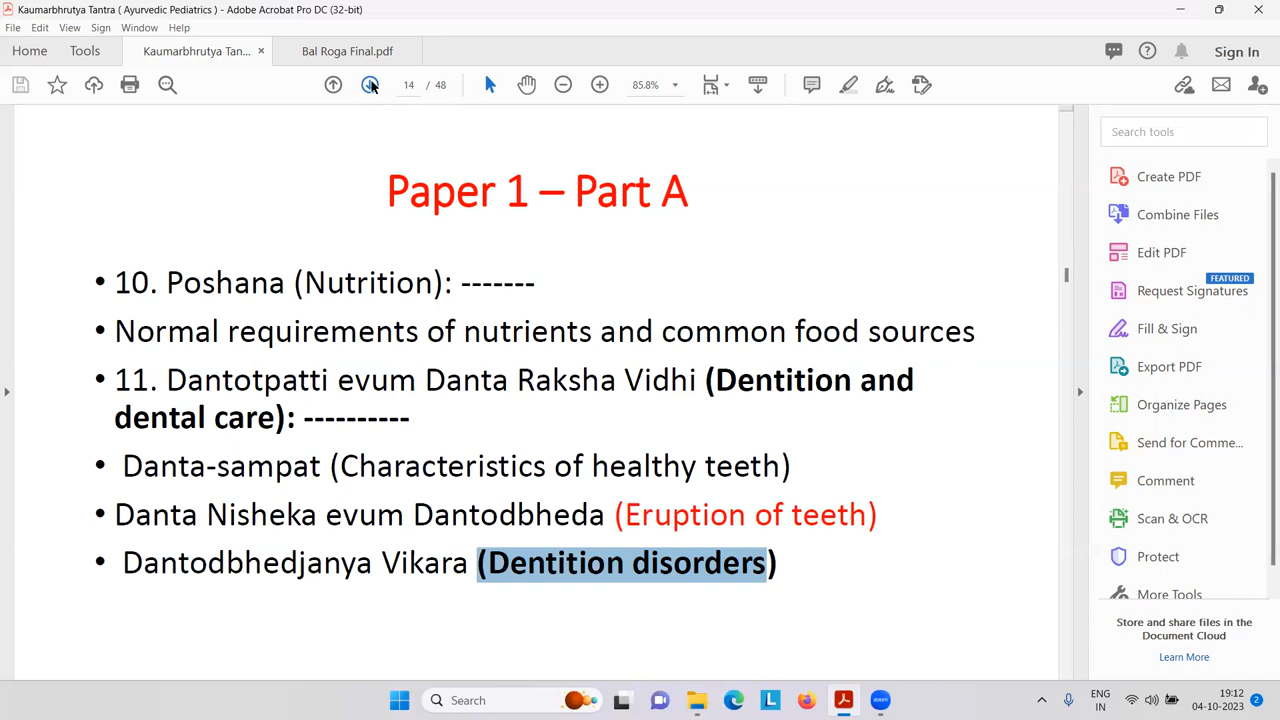 Kaumarbhrutya Tantra ( Ayurvedic Pediatrics ) - Adobe Acrobat Pro DC (32-bit)
File Edit View Sign Window Help
Home Tools Kaumarbhrutya Tan... × Bal Roga Final.pdf Sign In
14 / 48 85.8%
Search tools
Paper 1 – Part A
• 10. Poshana (Nutrition): -------
• Normal requirements of nutrients and common food sources
• 11. Dantotpatti evum Danta Raksha Vidhi (Dentition and
dental care): ----------
• Danta-sampat (Characteristics of healthy teeth)
• Danta Nisheka evum Dantodbheda (Eruption of teeth)
• Dantodbhedjanya Vikara (Dentition disorders)
Create PDF
Combine Files
Edit PDF
FEATURED
Request Signatures
Fill & Sign
Export PDF
Organize Pages
Send for Comme...
Comment
Scan & OCR
Protect
More Tools
Store and share files in the
Document Cloud
Learn More
Search
L
zoom
ENG
IN
19:12
04-10-2023
2